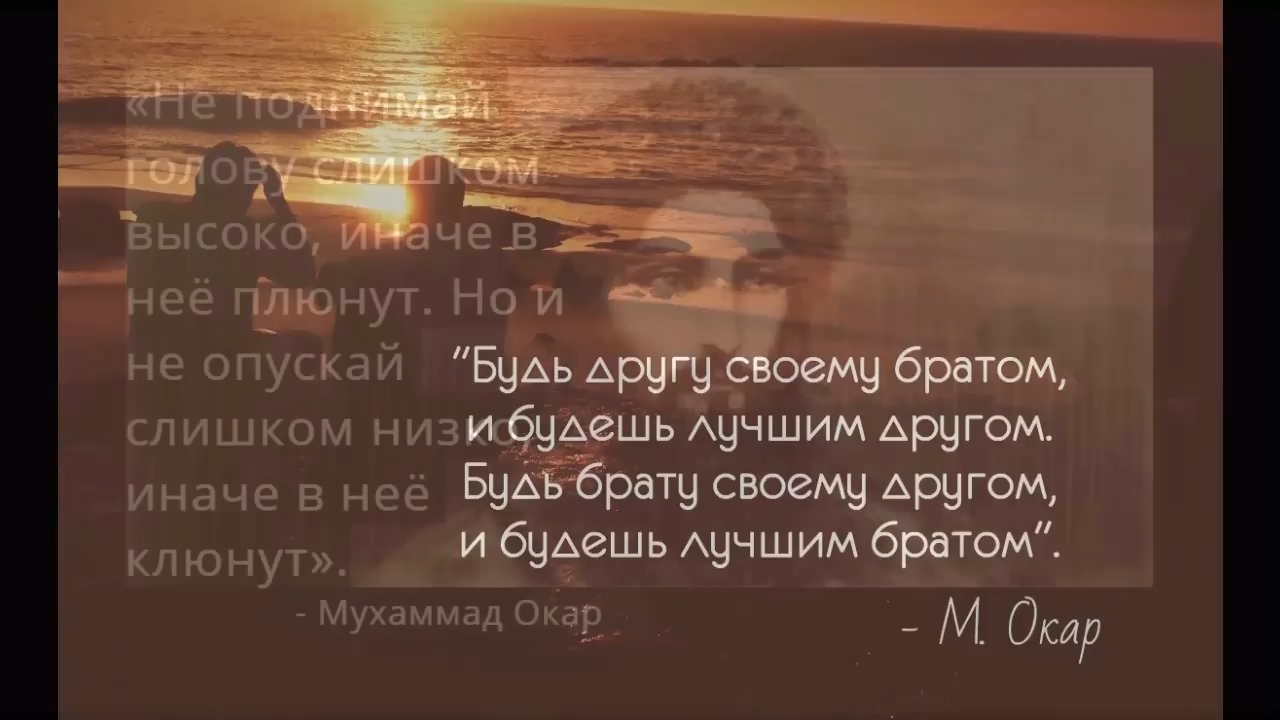 «Не поднимай
голову слишком
высоко, иначе в
неё плюнут. Но и
не опускай
слишком низко,
иначе в неё
клюнут».
- Мухаммад Окар
"Будь другу своему братом,
и будешь лучшим другом.
Будь брату своему другом,
и будешь лучшим братом".
- М. Окар